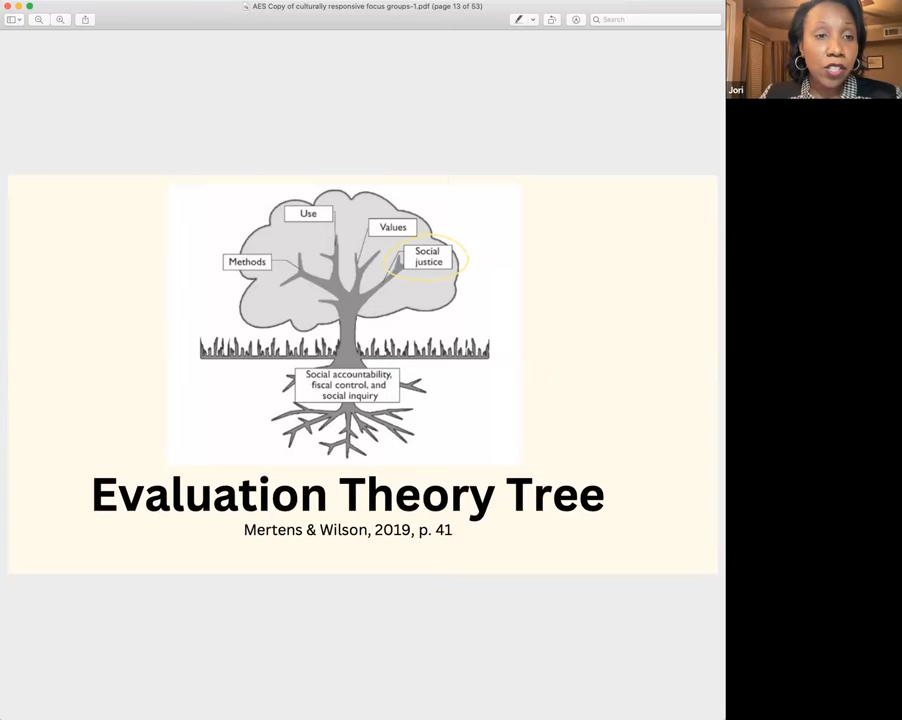 AES Copy of culturally responsive focus groups-1.pdf (page 13 of 53)
Search
Jori
Use
Values
Social
justice
Methods
Social accountability,
fiscal control, and
social inquiry
Evaluation Theory Tree
Mertens & Wilson, 2019, p. 41